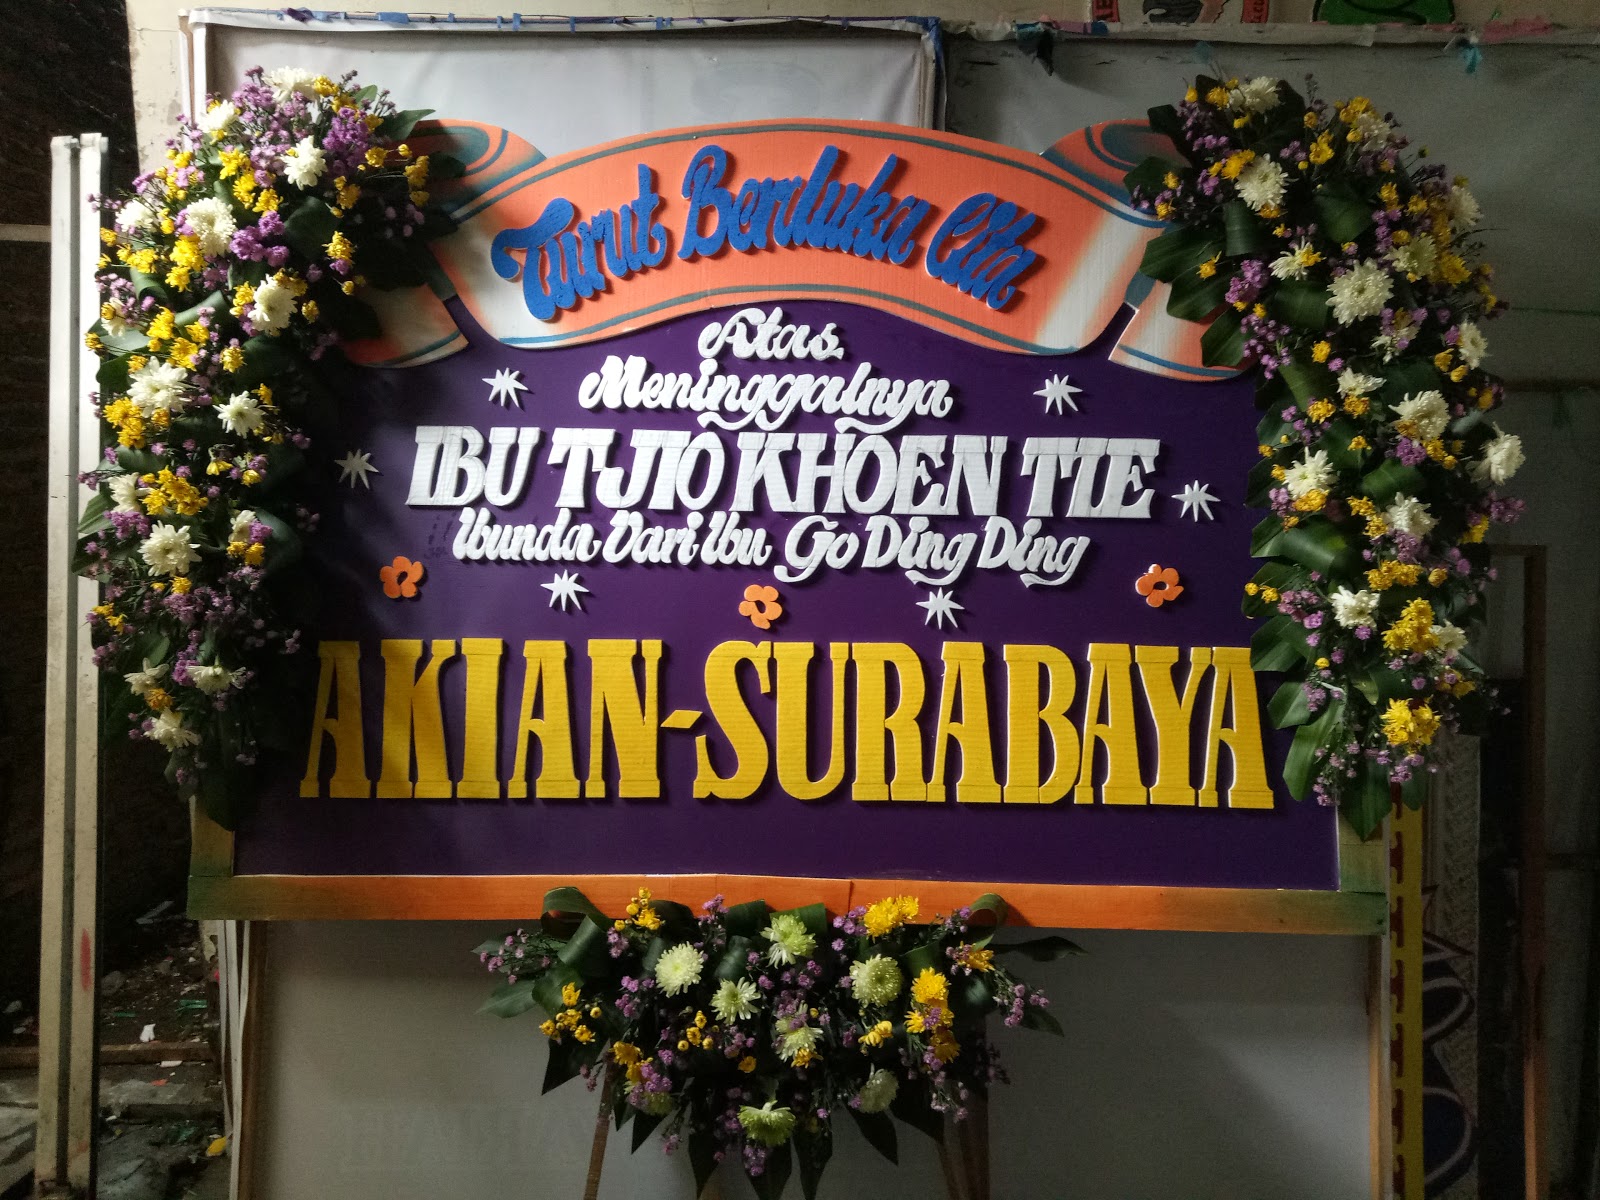 Turut Berduka Cita
Atas.
Meninggalnya
IBU TJIO KHOEN TIE
Ibunda Dari Ibu Go Ding Ding
AKIAN-SURABAYA